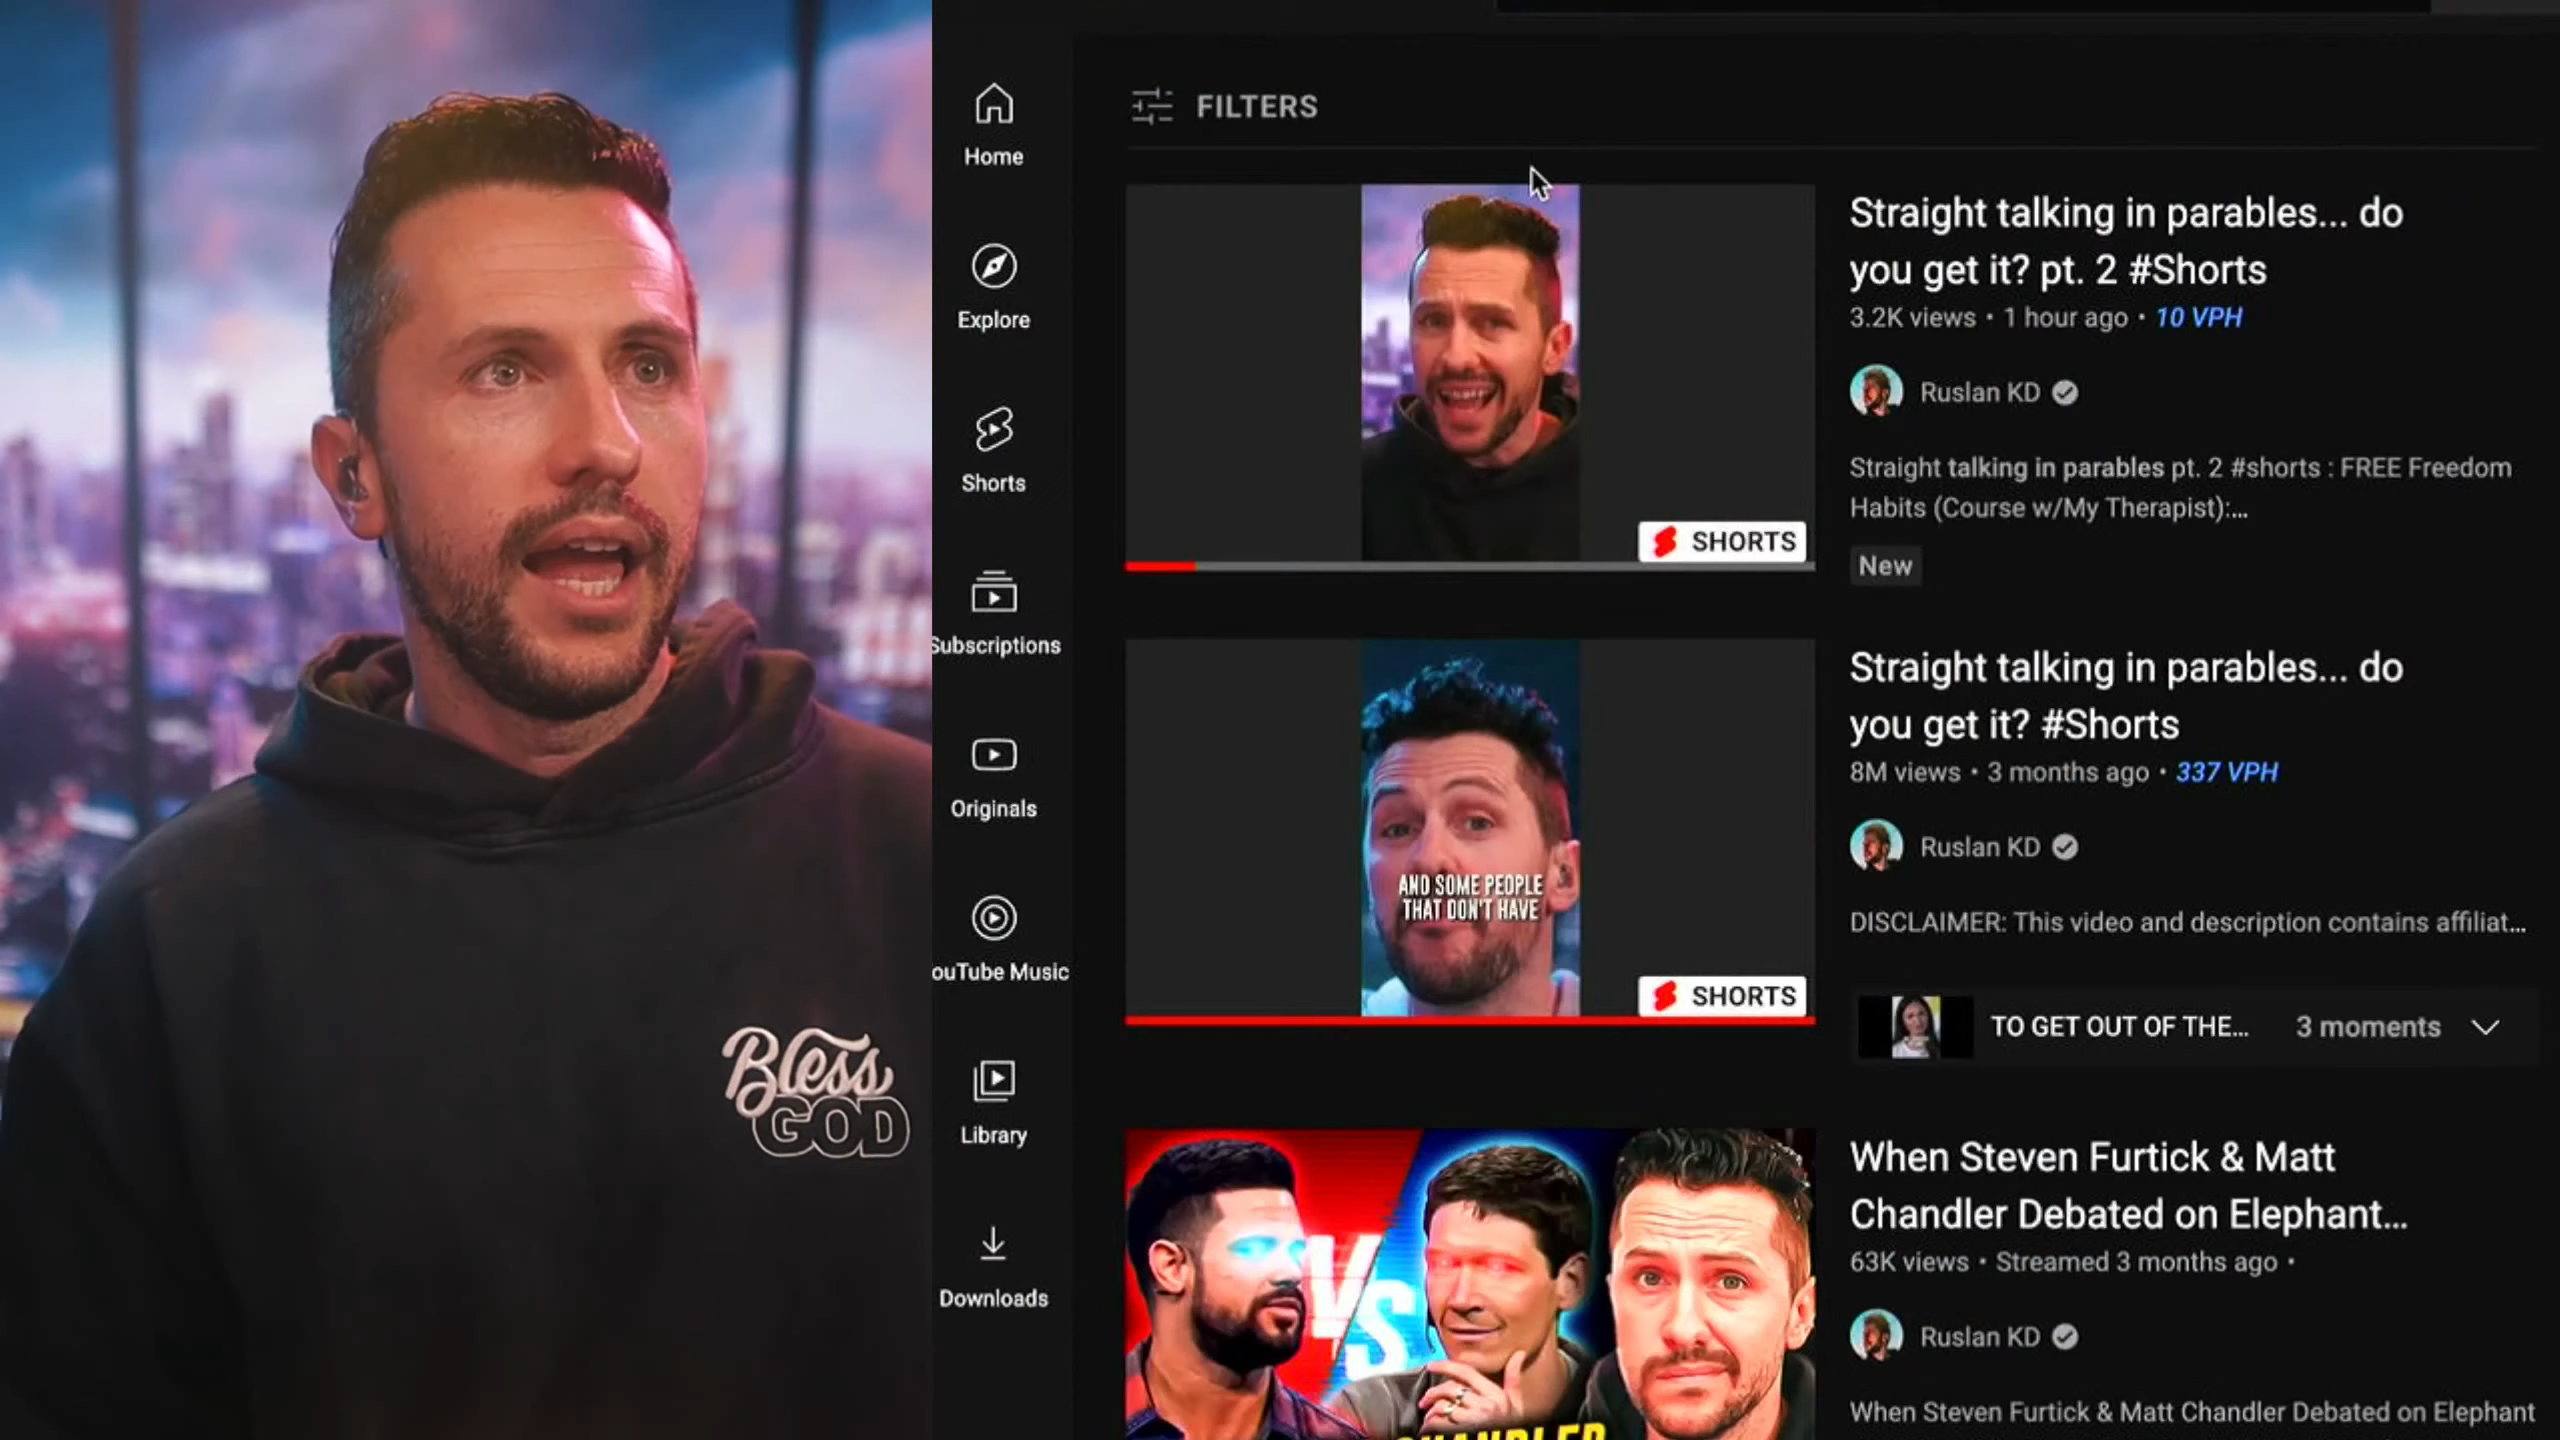 Bless
GOD
Home
Explore
Shorts
Subscriptions
Originals
ouTube Music
Library
Downloads
FILTERS
SHORTS
Straight talking in parables... do
you get it? pt. 2 #Shorts
3.2K views • 1 hour ago • 10 VPH
Ruslan KD
Straight talking in parables pt. 2 #shorts : FREE Freedom
Habits (Course w/My Therapist):...
New
AND SOME PEOPLE
THAT DON'T HAVE
SHORTS
Straight talking in parables... do
you get it? #Shorts
8M views • 3 months ago • 337 VPH
Ruslan KD
DISCLAIMER: This video and description contains affiliat...
TO GET OUT OF THE...
3 moments
VS
CHANDLER
When Steven Furtick & Matt
Chandler Debated on Elephant...
63K views • Streamed 3 months ago •
Ruslan KD
When Steven Furtick & Matt Chandler Debated on Elephant